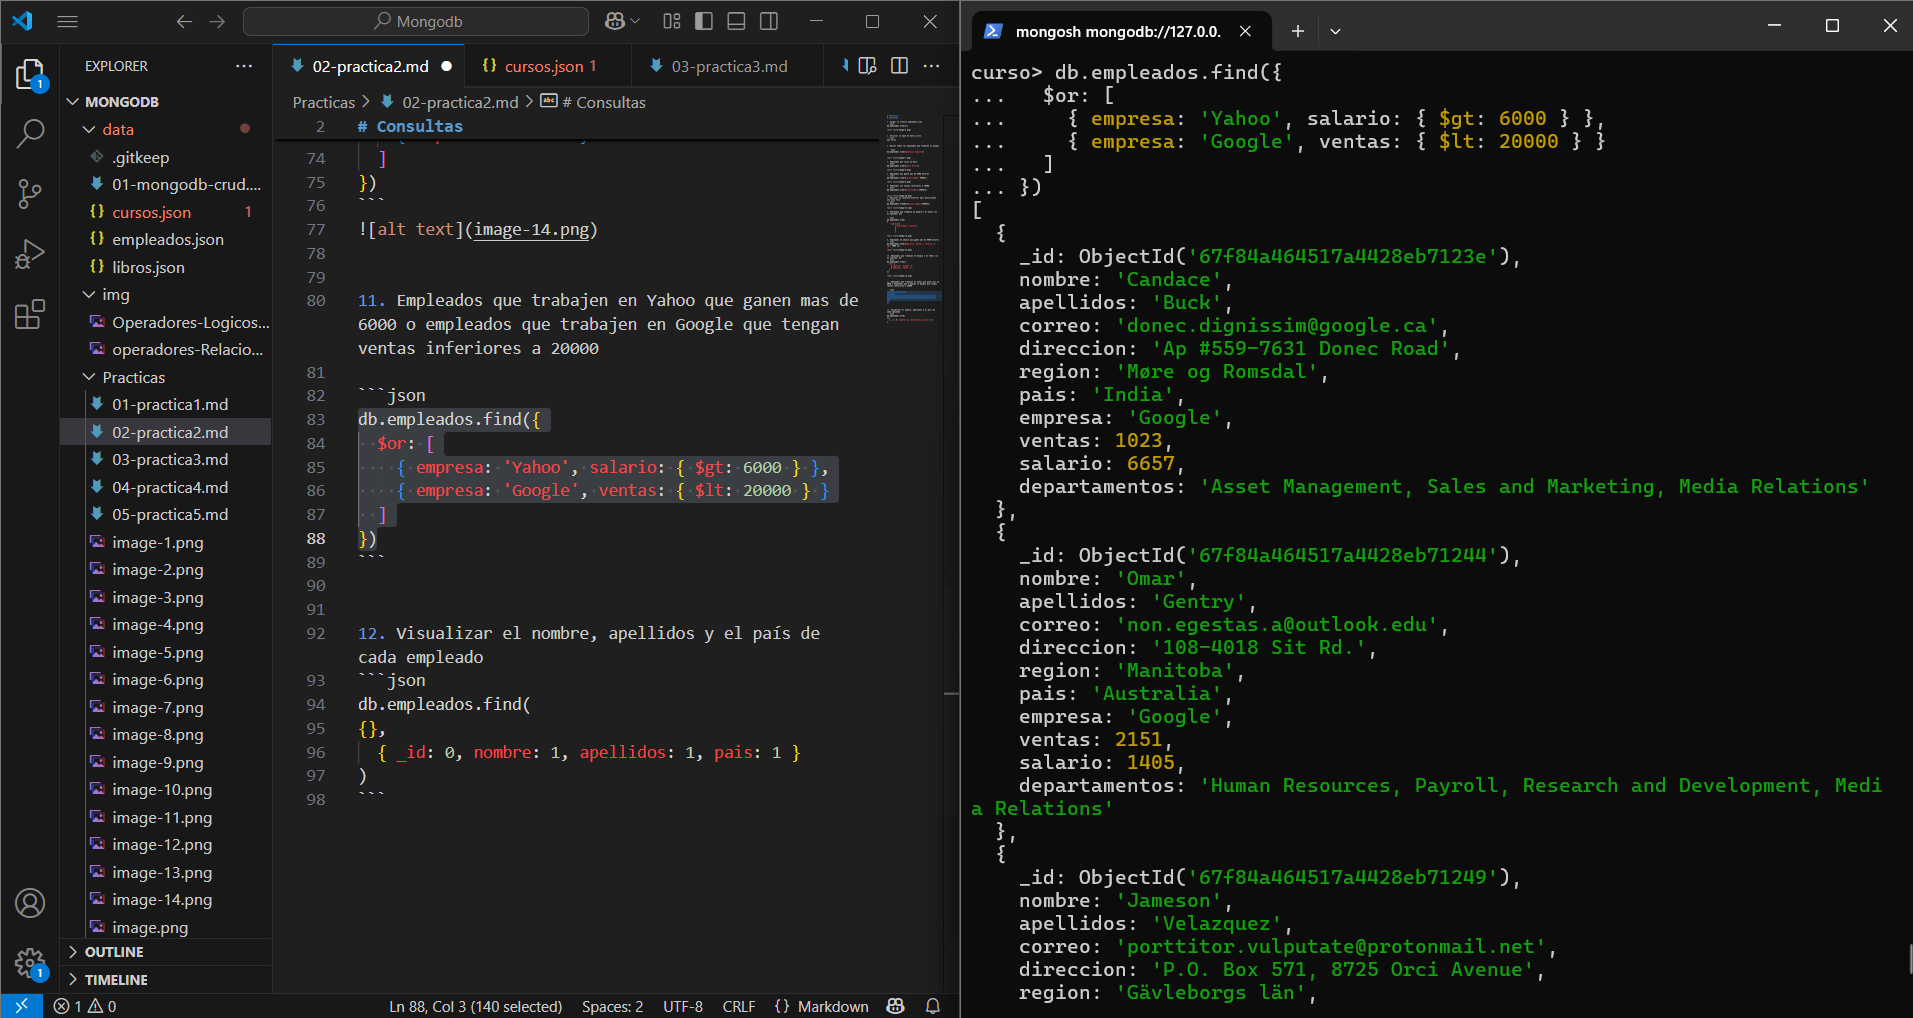 Mongodb
EXPLORER
MONGODB
data
.gitkeep
01-mongodb-crud....
cursos.json 1
empleados.json
libros.json
img
Operadores-Logicos...
operadores-Relacio...
Practicas
01-practica1.md
02-practica2.md
03-practica3.md
04-practica4.md
05-practica5.md
image-1.png
image-2.png
image-3.png
image-4.png
image-5.png
image-6.png
image-7.png
image-8.png
image-9.png
image-10.png
image-11.png
image-12.png
image-13.png
image-14.png
image.png
OUTLINE
TIMELINE
1
1
02-practica2.md
cursos.json 1
03-practica3.md
Practicas > 02-practica2.md > # Consultas
2 # Consultas
74 ]
75 })
76 ```
77 ![alt text](image-14.png)
78
79
80 11. Empleados que trabajen en Yahoo que ganen mas de
6000 o empleados que trabajen en Google que tengan
ventas inferiores a 20000
81
82 ```json
83 db.empleados.find({
84 $or: [
85 { empresa: 'Yahoo', salario: { $gt: 6000 } },
86 { empresa: 'Google', ventas: { $lt: 20000 } }
87 ]
88 })
89 ```
90
91
92 12. Visualizar el nombre, apellidos y el país de
cada empleado
93 ```json
94 db.empleados.find(
95 {},
96 { _id: 0, nombre: 1, apellidos: 1, pais: 1 }
97 )
98 ```
1 0
Ln 88, Col 3 (140 selected) Spaces: 2 UTF-8 CRLF {} Markdown
mongosh mongodb://127.0.0.
curso> db.empleados.find({
... $or: [
... { empresa: 'Yahoo', salario: { $gt: 6000 } },
... { empresa: 'Google', ventas: { $lt: 20000 } }
... ]
... })
[
{
_id: ObjectId('67f84a464517a4428eb7123e'),
nombre: 'Candace',
apellidos: 'Buck',
correo: 'donec.dignissim@google.ca',
direccion: 'Ap #559-7631 Donec Road',
region: 'Møre og Romsdal',
pais: 'India',
empresa: 'Google',
ventas: 1023,
salario: 6657,
departamentos: 'Asset Management, Sales and Marketing, Media Relations'
},
{
_id: ObjectId('67f84a464517a4428eb71244'),
nombre: 'Omar',
apellidos: 'Gentry',
correo: 'non.egestas.a@outlook.edu',
direccion: '108-4018 Sit Rd.',
region: 'Manitoba',
pais: 'Australia',
empresa: 'Google',
ventas: 2151,
salario: 1405,
departamentos: 'Human Resources, Payroll, Research and Development, Medi
a Relations'
},
{
_id: ObjectId('67f84a464517a4428eb71249'),
nombre: 'Jameson',
apellidos: 'Velazquez',
correo: 'porttitor.vulputate@protonmail.net',
direccion: 'P.O. Box 571, 8725 Orci Avenue',
region: 'Gävleborgs län',